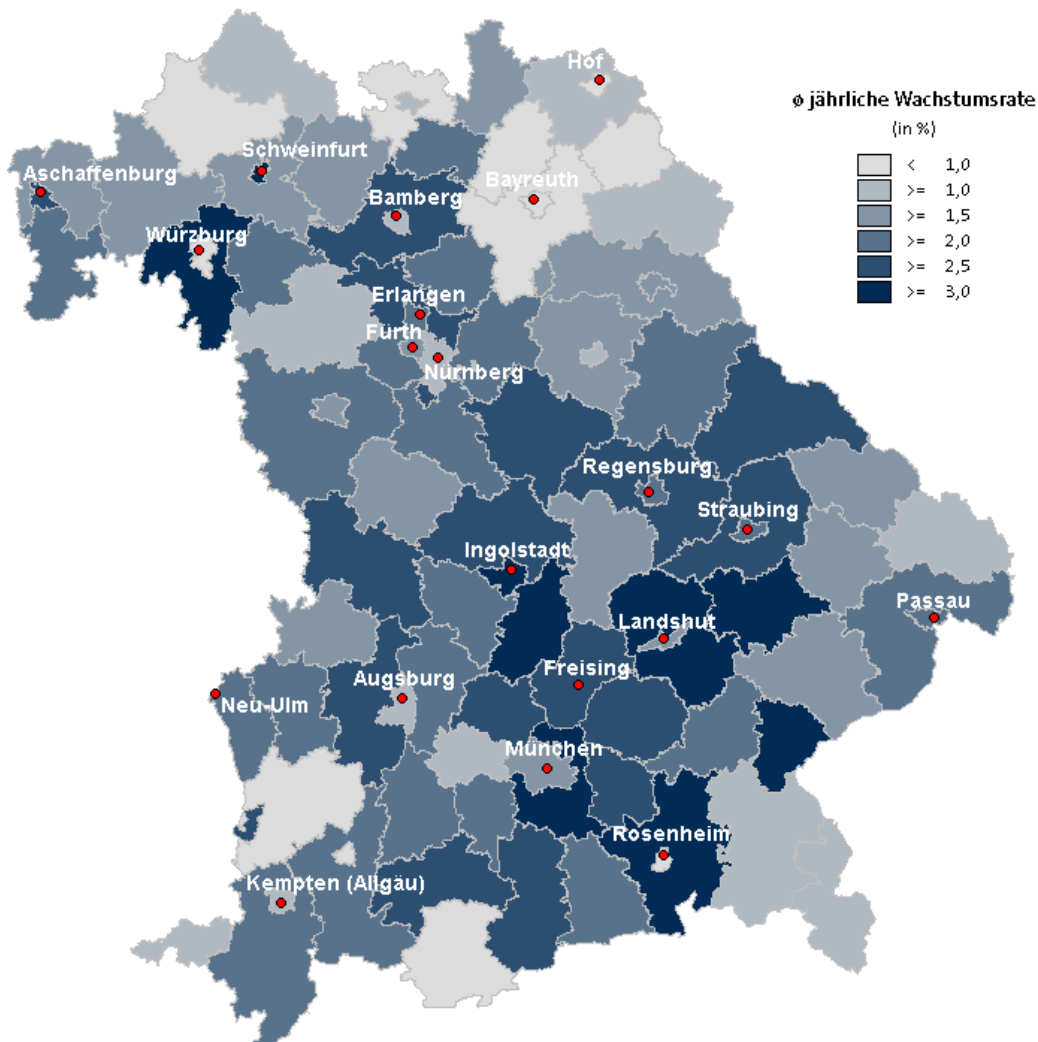 Hof
ø jährliche Wachstumsrate
(in %)
< 1,0
>= 1,0
>= 1,5
>= 2,0
>= 2,5
>= 3,0
Schweinfurt
Aschaffenburg
Bayreuth
Bamberg
Würzburg
Erlangen
Fürth
Nürnberg
Regensburg
Straubing
Ingolstadt
Passau
Landshut
Freising
Augsburg
Neu-Ulm
München
Rosenheim
Kempten (Allgäu)